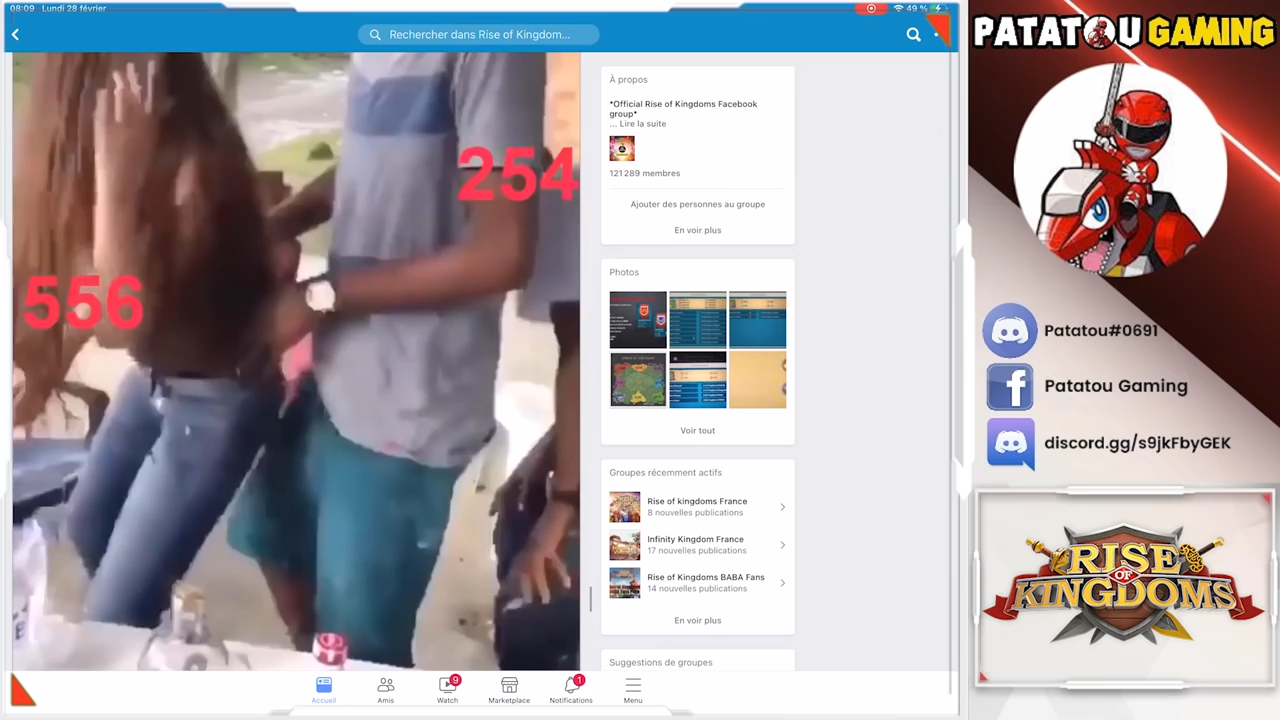 08:09 Lundi 28 février
49 %
Rechercher dans Rise of Kingdom...
254
556
À propos
*Official Rise of Kingdoms Facebook
group*
... Lire la suite
121 289 membres
Ajouter des personnes au groupe
En voir plus
Photos
Voir tout
Groupes récemment actifs
Rise of kingdoms France
8 nouvelles publications
Infinity Kingdom France
17 nouvelles publications
Rise of Kingdoms BABA Fans
14 nouvelles publications
En voir plus
Suggestions de groupes
Accueil
Amis
9
Watch
Marketplace
1
Notifications
Menu
PATATOU GAMING
Patatou#0691
Patatou Gaming
discord.gg/s9jkFbyGEK
RISE
OF
KINGDOMS